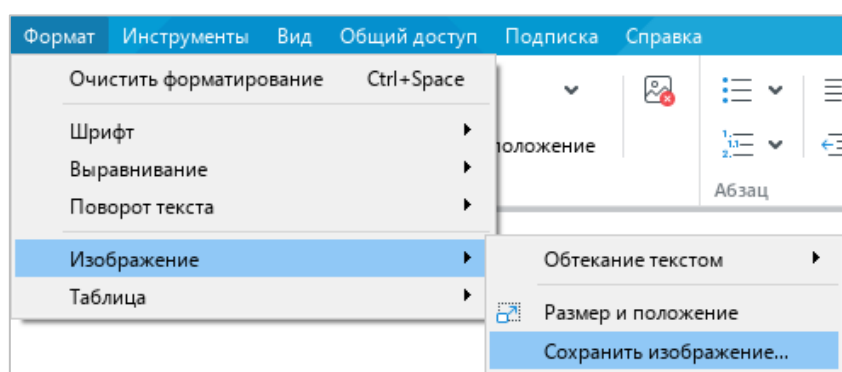 Формат Инструменты Вид Общий доступ Подписка Справка
Очистить форматирование Ctrl+Space
Шрифт
Выравнивание
Поворот текста
Изображение
Таблица
положение
Абзац
Обтекание текстом
Размер и положение
Сохранить изображение...